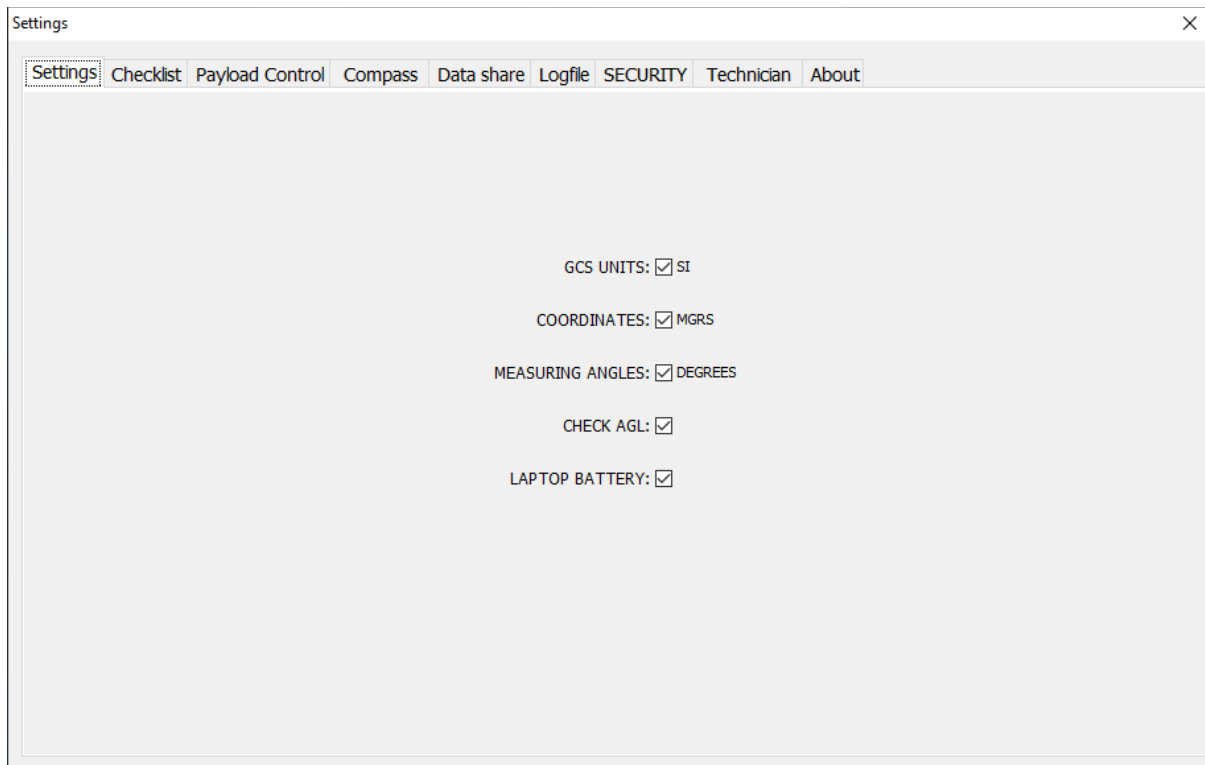 Settings
Settings Checklist Payload Control Compass Data share Logfile SECURITY Technician About
GCS UNITS: SI
COORDINATES: MGRS
MEASURING ANGLES: DEGREES
CHECK AGL:
LAPTOP BATTERY: